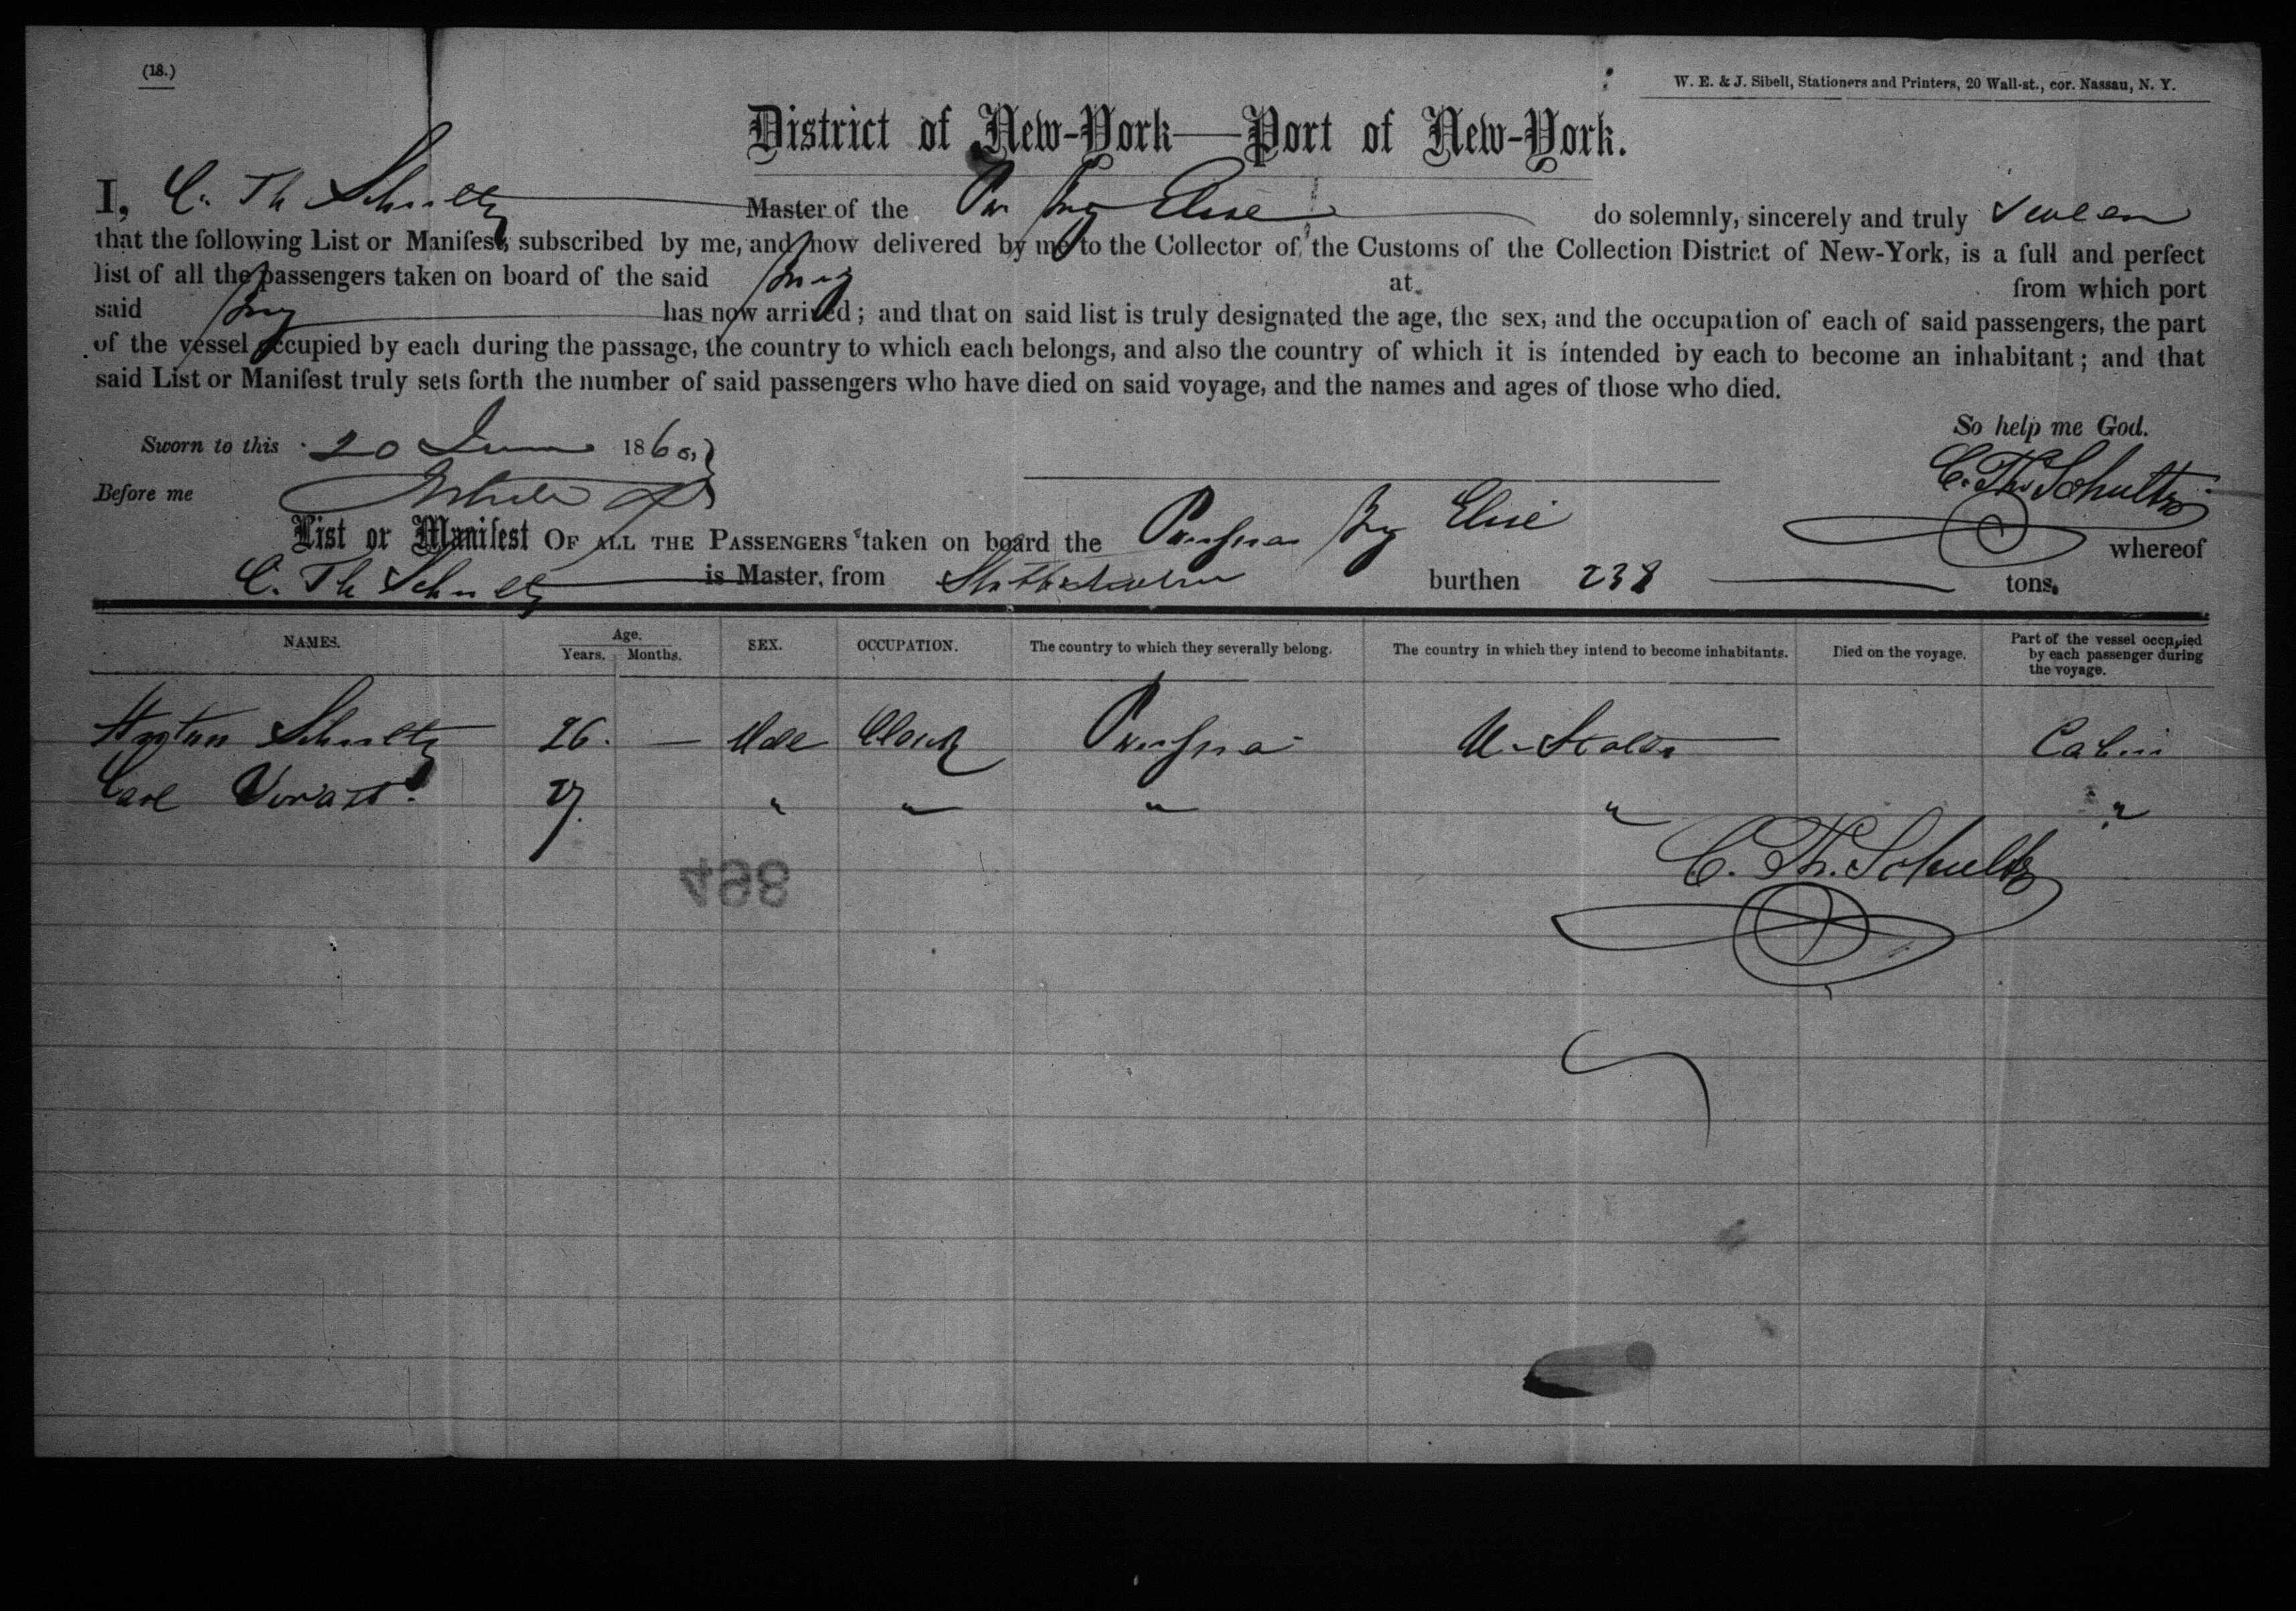 (18.)
W. E. & J. Sibell, Stationers and Printers, 20 Wall-st., cor. Nassau, N. Y.
District of New-York—Port of New-York.
I, C. Th Schultz Master of the Pr. Brig Elise do solemnly, sincerely and truly swear
that the following List or Manifest, subscribed by me, and now delivered by me to the Collector of the Customs of the Collection District of New-York, is a full and perfect
list of all the passengers taken on board of the said Brig at from which port
said Brig has now arrived; and that on said list is truly designated the age, the sex, and the occupation of each of said passengers, the part
of the vessel occupied by each during the passage, the country to which each belongs, and also the country of which it is intended by each to become an inhabitant; and that
said List or Manifest truly sets forth the number of said passengers who have died on said voyage, and the names and ages of those who died.
So help me God.
Sworn to this 20 June 1860,
C. Th. Schultz
Before me
List or Manifest OF ALL THE PASSENGERS taken on board the Prussian Brig Elise whereof
C. Th Schultz is Master, from burthen 238 tons.
NAMES. Age. Years. Months. SEX. OCCUPATION. The country to which they severally belong. The country in which they intend to become inhabitants. Died on the voyage. Part of the vessel occupied by each passenger during the voyage.
Schultz 26. — Male Clerk Prussia U. States Cabin
Carl 27. " " " " "
C. Th. Schultz
498